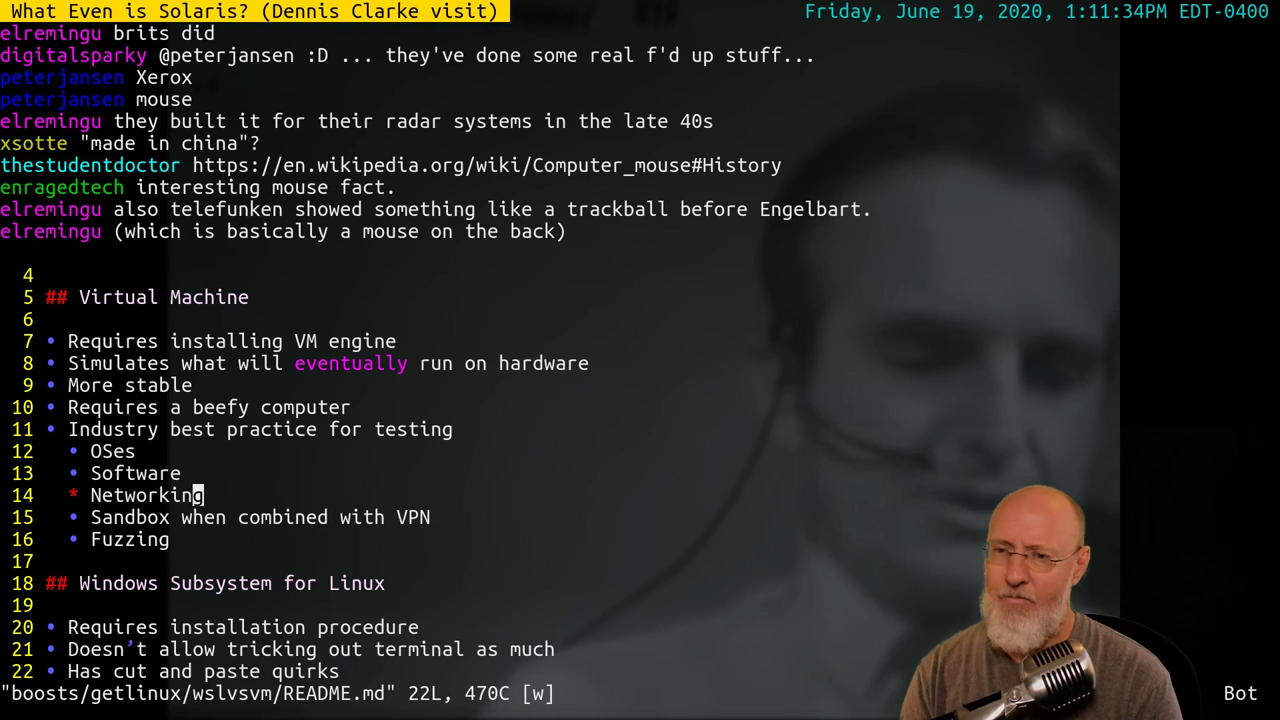 What Even is Solaris? (Dennis Clarke visit)
Friday, June 19, 2020, 1:11:34PM EDT-0400
elremingu brits did
digitalsparky @peterjansen :D ... they've done some real f'd up stuff...
peterjansen Xerox
peterjansen mouse
elremingu they built it for their radar systems in the late 40s
xsotte "made in china"?
thestudentdoctor https://en.wikipedia.org/wiki/Computer_mouse#History
enragedtech interesting mouse fact.
elremingu also telefunken showed something like a trackball before Engelbart.
elremingu (which is basically a mouse on the back)
4
5 ## Virtual Machine
6
7 • Requires installing VM engine
8 • Simulates what will eventually run on hardware
9 • More stable
10 • Requires a beefy computer
11 • Industry best practice for testing
12 • OSes
13 • Software
14 * Networking
15 • Sandbox when combined with VPN
16 • Fuzzing
17
18 ## Windows Subsystem for Linux
19
20 • Requires installation procedure
21 • Doesn’t allow tricking out terminal as much
22 • Has cut and paste quirks
"boosts/getlinux/wslvsvm/README.md" 22L, 470C [w]
Bot